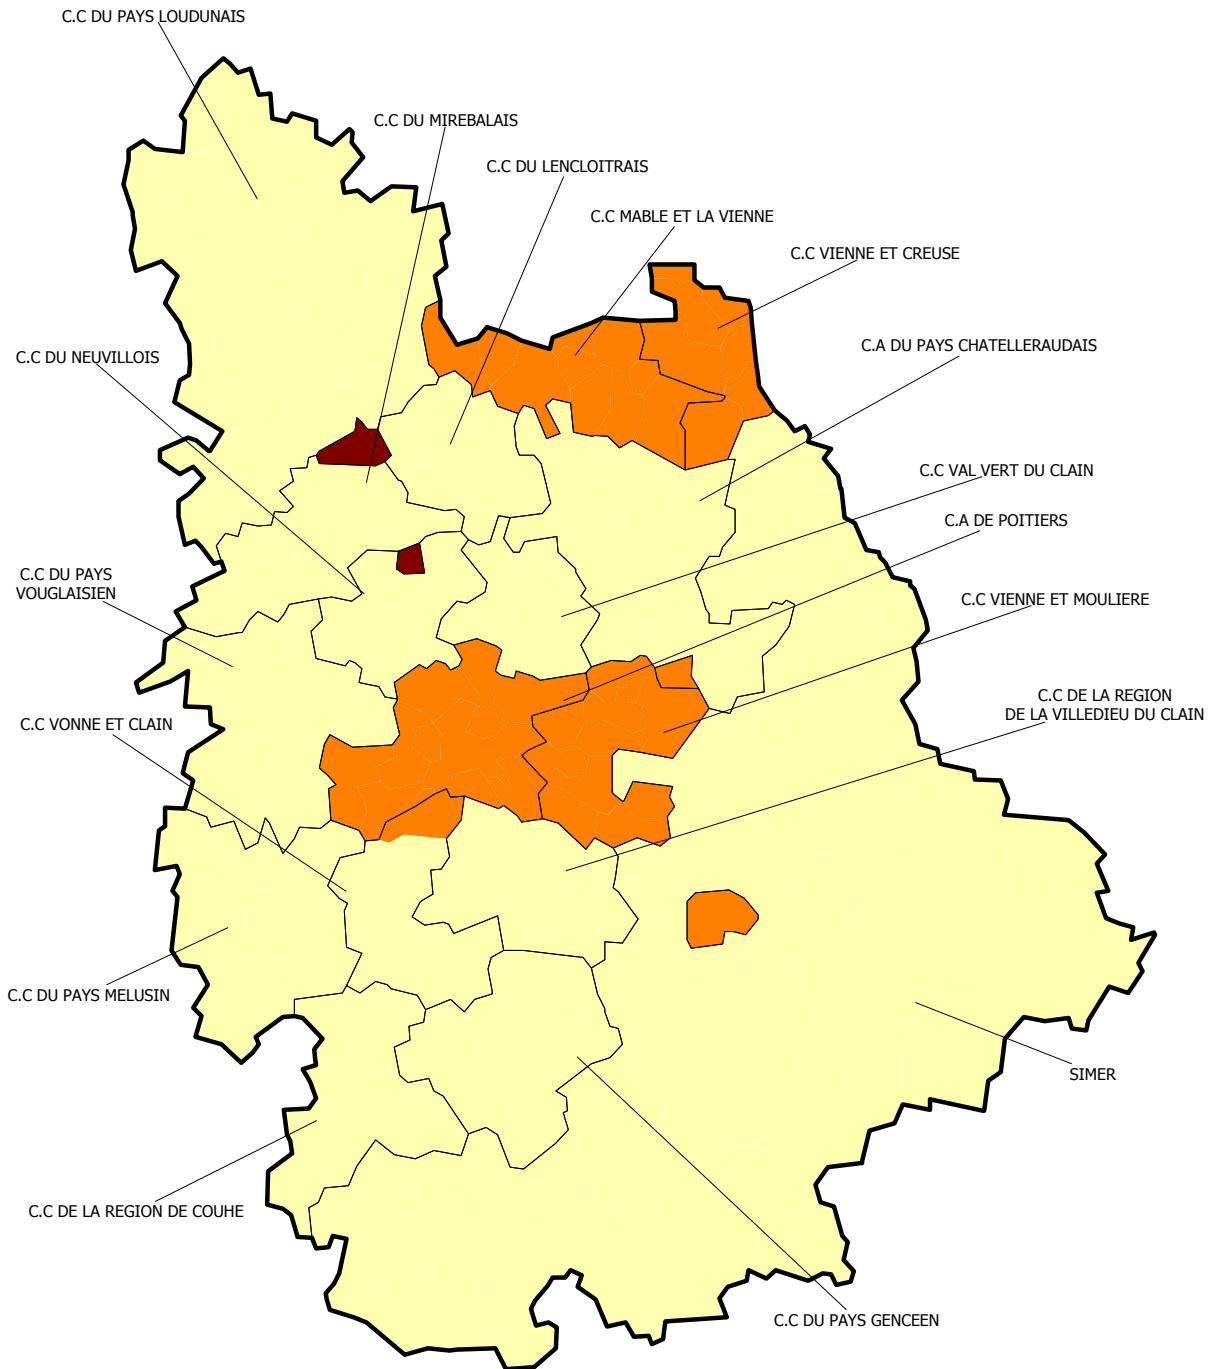 C.C DU PAYS LOUDUNAIS
C.C DU MIREBALAIS
C.C DU LENCLOITRAIS
C.C MABLE ET LA VIENNE
C.C VIENNE ET CREUSE
C.C DU NEUVILLOIS
C.A DU PAYS CHATELLERAUDAIS
C.C VAL VERT DU CLAIN
C.A DE POITIERS
C.C DU PAYS
VOUGLAISIEN
C.C VIENNE ET MOULIERE
C.C DE LA REGION
DE LA VILLEDIEU DU CLAIN
C.C VONNE ET CLAIN
C.C DU PAYS MELUSIN
SIMER
C.C DE LA REGION DE COUHE
C.C DU PAYS GENCEEN